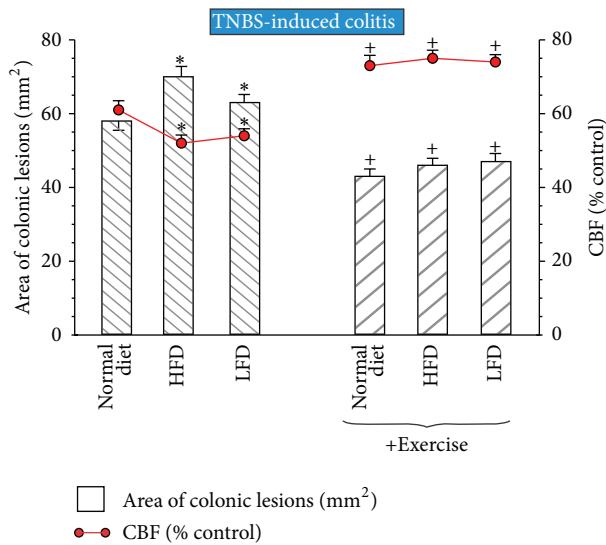 TNBS-induced colitis
80
60
40
20
0
Area of colonic lesions (mm²)
*
*
*
*
+
+
+
+
+
+
80
60
40
20
0
CBF (% control)
Normal diet
HFD
LFD
Normal diet
HFD
LFD
+Exercise
Area of colonic lesions (mm²)
CBF (% control)